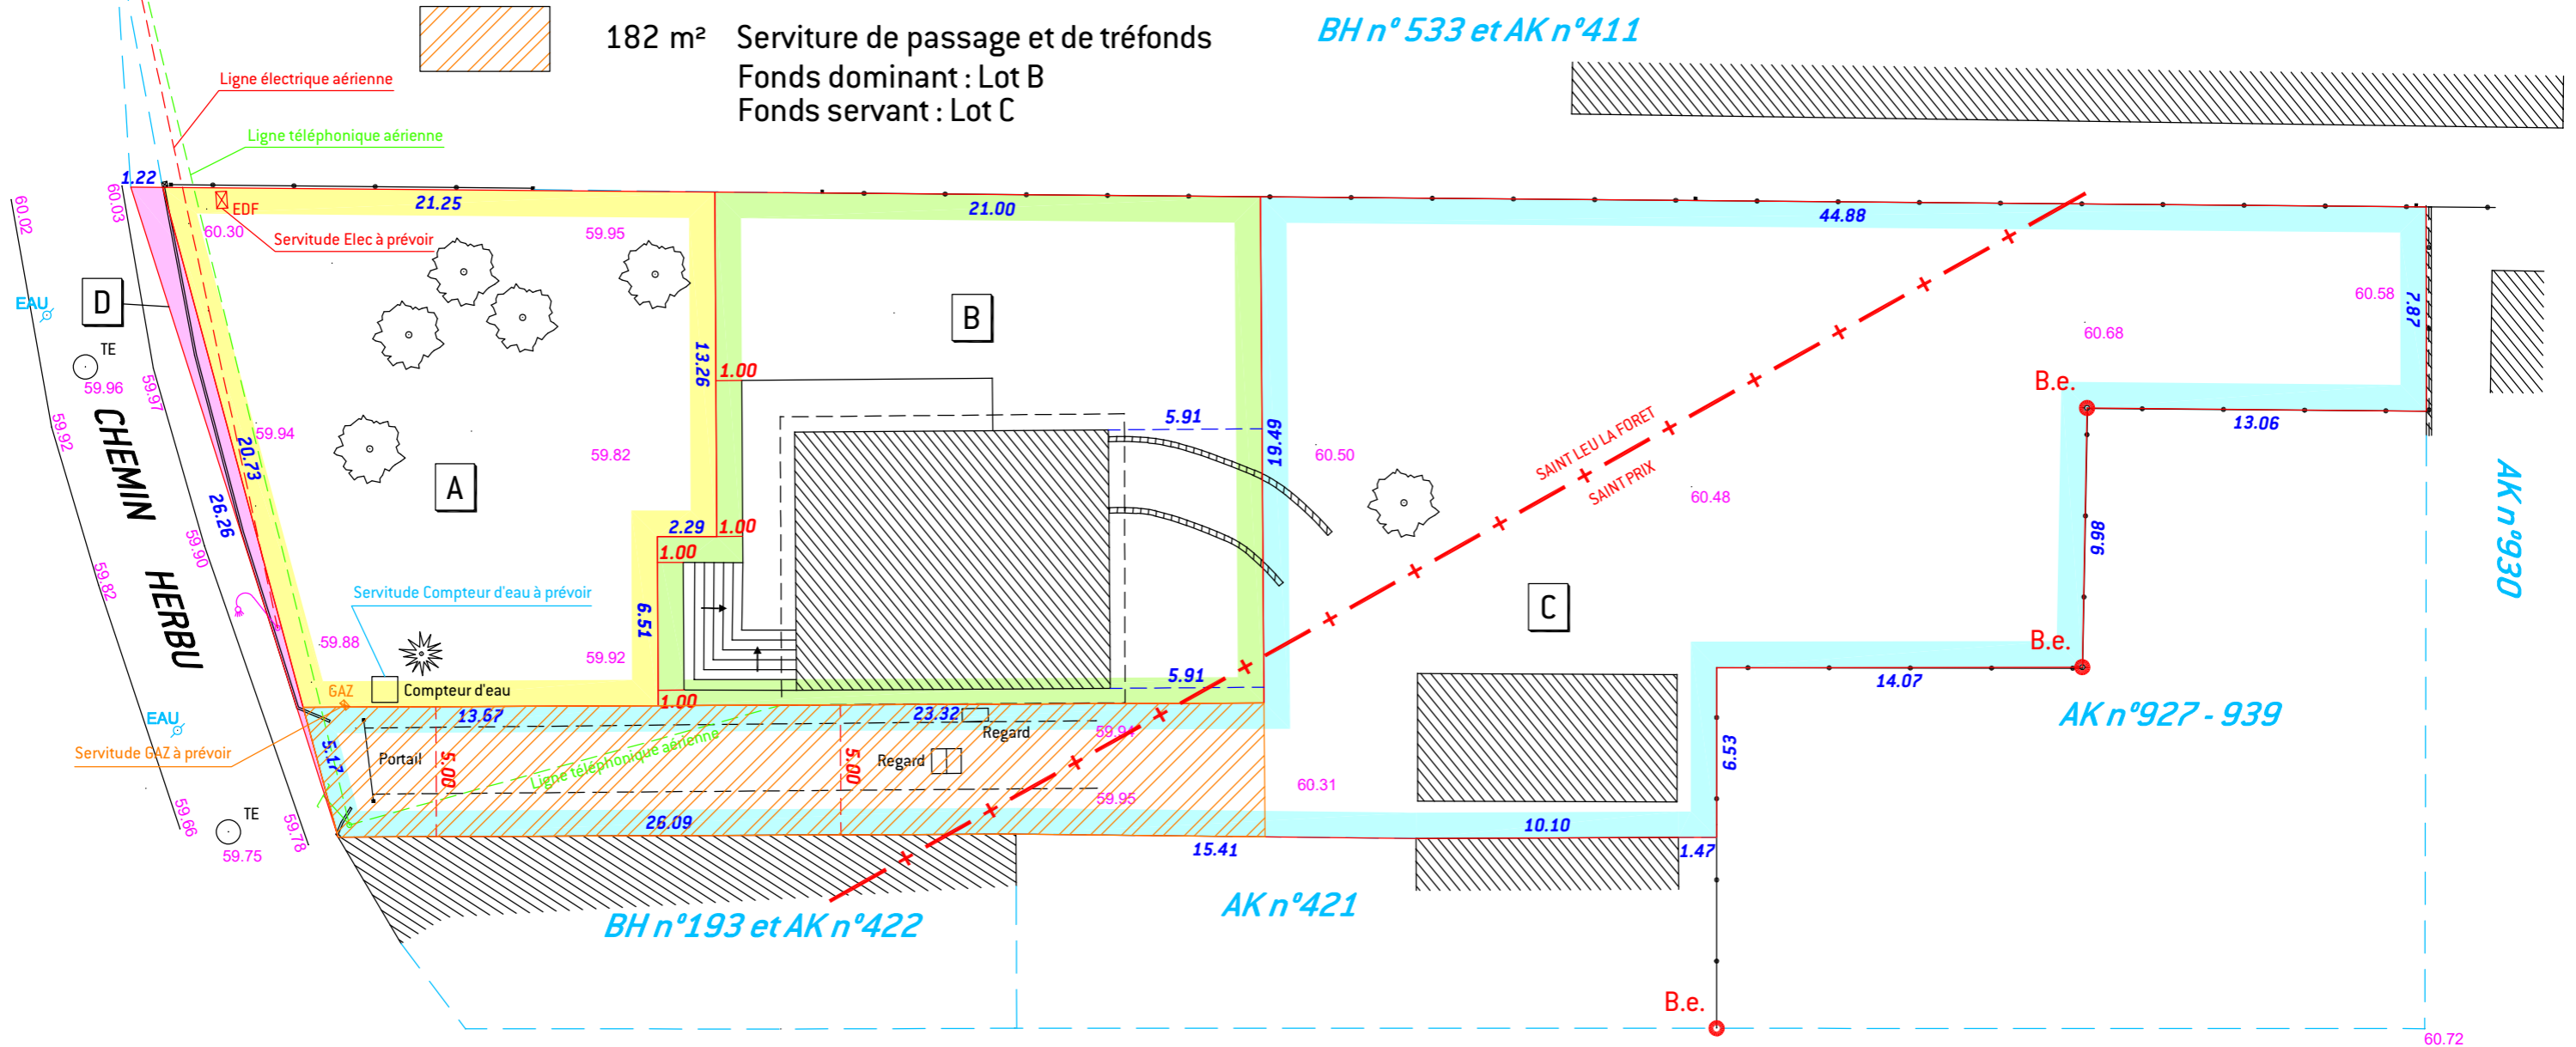 182 m² Serviture de passage et de tréfonds
Fonds dominant : Lot B
Fonds servant : Lot C
BH n° 533 et AK n°411
Ligne électrique aérienne
Ligne téléphonique aérienne
1.22
60.02
60.03
EDF
60.30
Servitude Elec à prévoir
21.25
59.95
21.00
44.88
D
EAU
TE
59.96
59.97
59.92
CHEMIN HERBU
59.94
20.73
26.26
59.90
59.82
A
59.82
13.26
1.00
B
5.91
19.49
60.50
SAINT LEU LA FORET
SAINT PRIX
60.48
60.68
60.58
7.87
B.e.
13.06
9.98
AK n°930
2.29
1.00
1.00
6.51
Servitude Compteur d'eau à prévoir
59.88
59.92
C
B.e.
14.07
AK n°927 - 939
GAZ
Compteur d'eau
1.00
5.91
EAU
Servitude GAZ à prévoir
5.17
13.67
Portail
5.00
Ligne téléphonique aérienne
5.00
23.32
Regard
Regard
59.94
59.95
60.31
6.53
59.66
TE
59.75
59.78
26.09
15.41
10.10
1.47
BH n°193 et AK n°422
AK n°421
B.e.
60.72